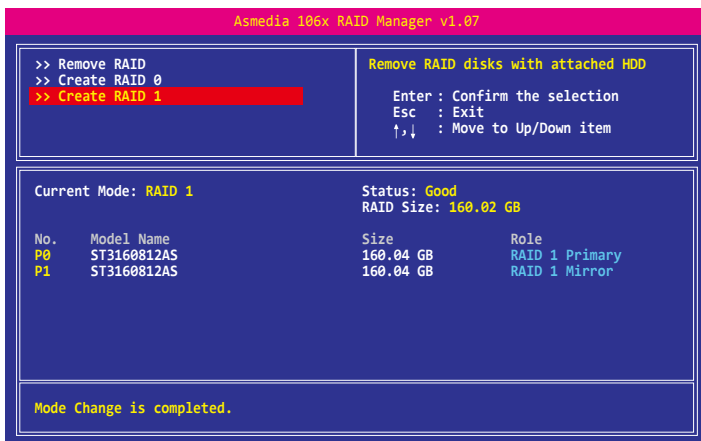 Asmedia 106x RAID Manager v1.07
>> Remove RAID
>> Create RAID 0
>> Create RAID 1
Remove RAID disks with attached HDD
Enter : Confirm the selection
Esc : Exit
↑,↓ : Move to Up/Down item
Current Mode: RAID 1
Status: Good
RAID Size: 160.02 GB
No. Model Name Size Role
P0 ST3160812AS 160.04 GB RAID 1 Primary
P1 ST3160812AS 160.04 GB RAID 1 Mirror
Mode Change is completed.